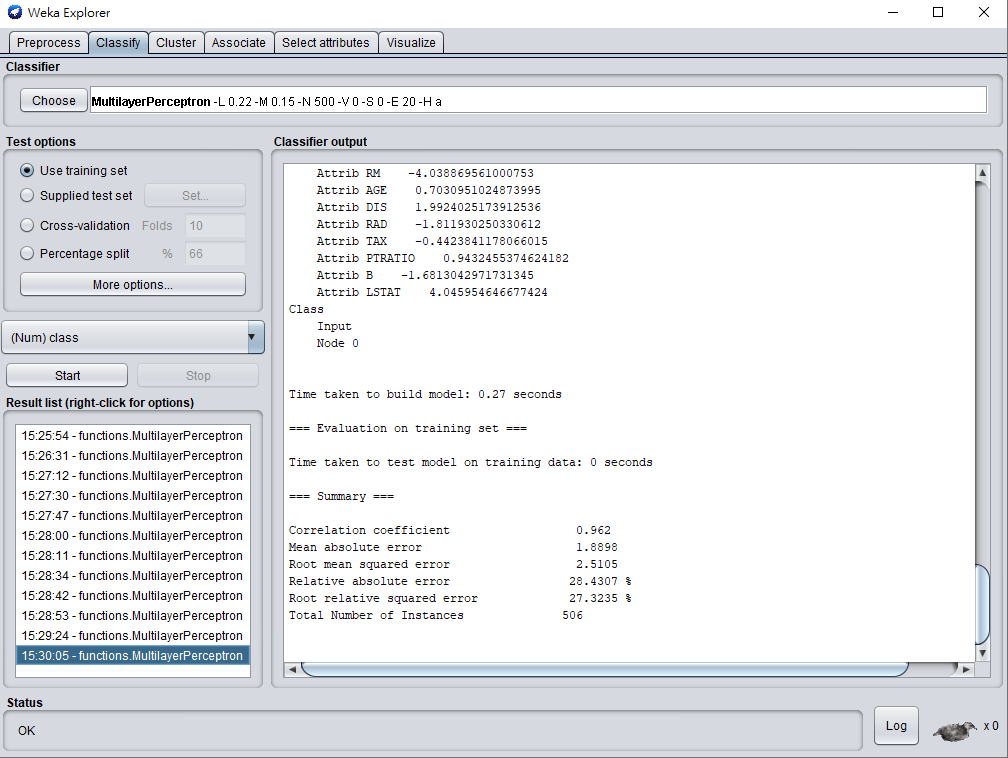 Weka Explorer
Preprocess Classify Cluster Associate Select attributes Visualize
Classifier
Choose MultilayerPerceptron -L 0.22 -M 0.15 -N 500 -V 0 -S 0 -E 20 -H a
Test options
Use training set
Supplied test set Set...
Cross-validation Folds 10
Percentage split % 66
More options...
(Num) class
Start Stop
Result list (right-click for options)
15:25:54 - functions.MultilayerPerceptron
15:26:31 - functions.MultilayerPerceptron
15:27:12 - functions.MultilayerPerceptron
15:27:30 - functions.MultilayerPerceptron
15:27:47 - functions.MultilayerPerceptron
15:28:00 - functions.MultilayerPerceptron
15:28:11 - functions.MultilayerPerceptron
15:28:34 - functions.MultilayerPerceptron
15:28:42 - functions.MultilayerPerceptron
15:28:53 - functions.MultilayerPerceptron
15:29:24 - functions.MultilayerPerceptron
15:30:05 - functions.MultilayerPerceptron
Classifier output
Attrib RM -4.038869561000753
Attrib AGE 0.7030951024873995
Attrib DIS 1.9924025173912536
Attrib RAD -1.811930250330612
Attrib TAX -0.4423841178066015
Attrib PTRATIO 0.9432455374624182
Attrib B -1.6813042971731345
Attrib LSTAT 4.045954646677424
Class
Input
Node 0
Time taken to build model: 0.27 seconds
=== Evaluation on training set ===
Time taken to test model on training data: 0 seconds
=== Summary ===
Correlation coefficient 0.962
Mean absolute error 1.8898
Root mean squared error 2.5105
Relative absolute error 28.4307 %
Root relative squared error 27.3235 %
Total Number of Instances 506
Status
OK
Log x 0